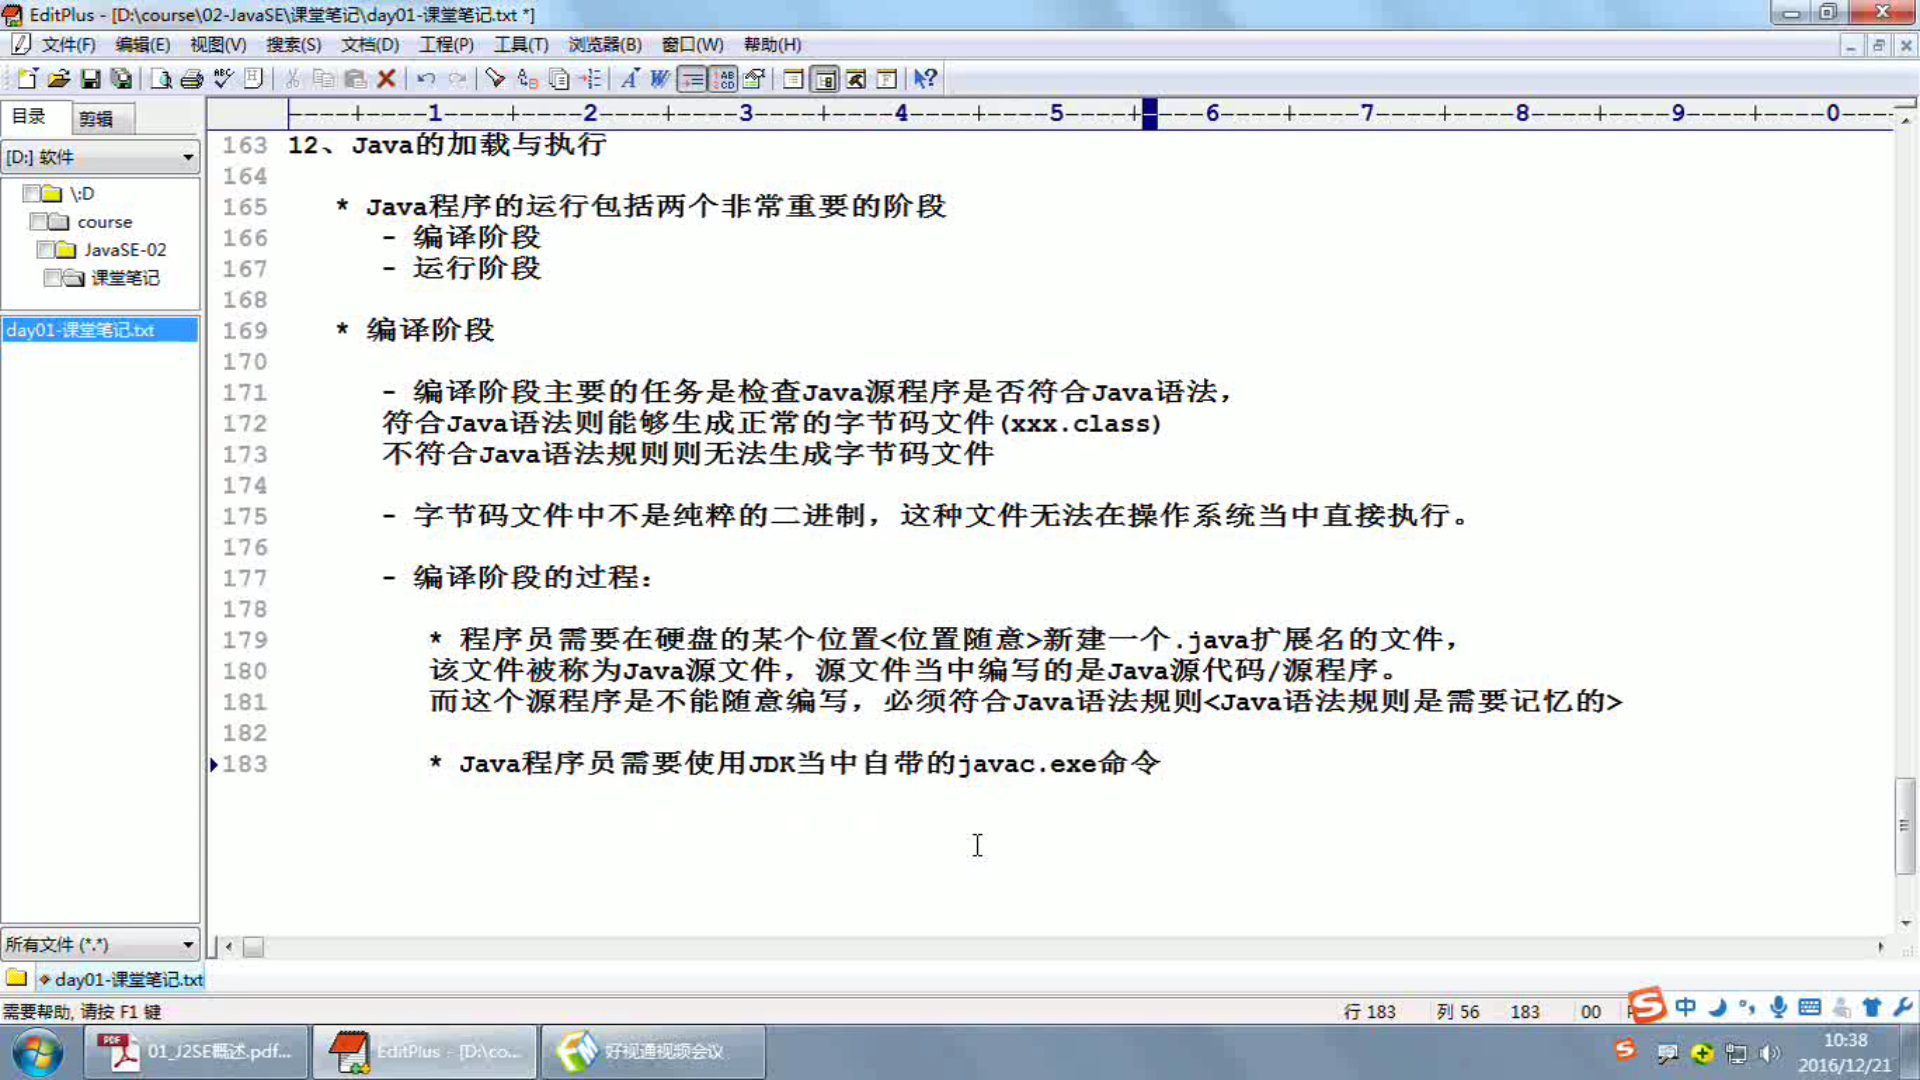 EditPlus - [D:\course\02-JavaSE\课堂笔记\day01-课堂笔记.txt *]
文件(F) 编辑(E) 视图(V) 搜索(S) 文档(D) 工程(P) 工具(T) 浏览器(B) 窗口(W) 帮助(H)
目录 剪辑
[D:] 软件
\:D
course
JavaSE-02
课堂笔记
day01-课堂笔记.txt
----+----1----+----2----+----3----+----4----+----5----+----6----+----7----+----8----+----9----+----0----
163 12、Java的加载与执行
164
165 * Java程序的运行包括两个非常重要的阶段
166 - 编译阶段
167 - 运行阶段
168
169 * 编译阶段
170
171 - 编译阶段主要的任务是检查Java源程序是否符合Java语法，
172 符合Java语法则能够生成正常的字节码文件(xxx.class)
173 不符合Java语法规则则无法生成字节码文件
174
175 - 字节码文件中不是纯粹的二进制，这种文件无法在操作系统当中直接执行。
176
177 - 编译阶段的过程：
178
179 * 程序员需要在硬盘的某个位置<位置随意>新建一个.java扩展名的文件，
180 该文件被称为Java源文件，源文件当中编写的是Java源代码/源程序。
181 而这个源程序是不能随意编写，必须符合Java语法规则<Java语法规则是需要记忆的>
182
183 * Java程序员需要使用JDK当中自带的javac.exe命令
所有文件 (*.*)
day01-课堂笔记.txt
需要帮助, 请按 F1 键
行 183 列 56 183 00
中
01_J2SE概述.pdf...
EditPlus - [D:\co...
好视通视频会议
10:38
2016/12/21